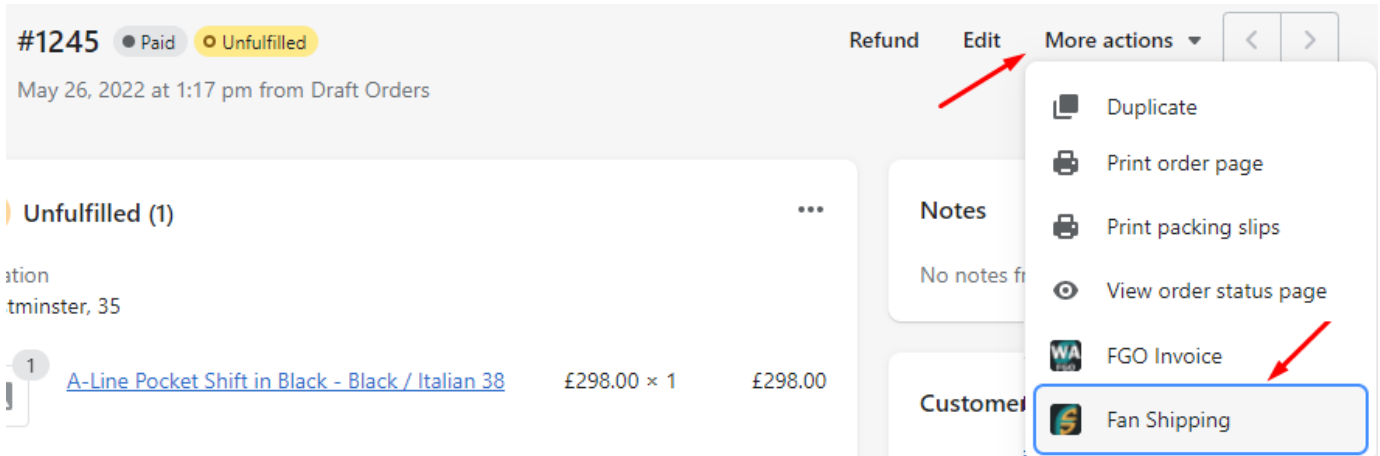 #1245 Paid Unfulfilled Refund Edit More actions
May 26, 2022 at 1:17 pm from Draft Orders
Duplicate
Print order page
Print packing slips
View order status page
WA FGO FGO Invoice
Fan Shipping
Unfulfilled (1)
ation
tminster, 35
1
A-Line Pocket Shift in Black - Black / Italian 38 £298.00 × 1 £298.00
Notes
No notes fr
Customer